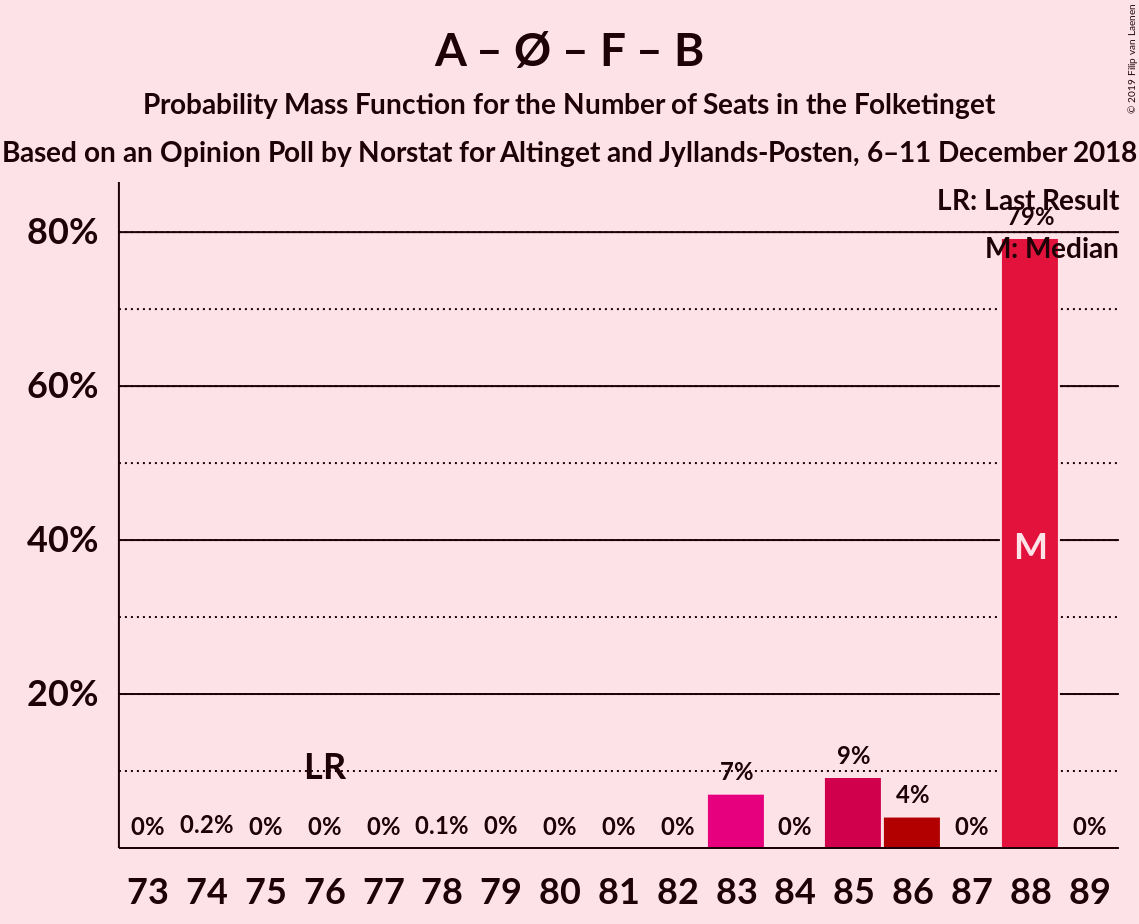 A – Ø – F – B
Probability Mass Function for the Number of Seats in the Folketinget
Based on an Opinion Poll by Norstat for Altinget and Jyllands-Posten, 6–11 December 2018
© 2019 Filip van Laenen
LR: Last Result
M: Median
80%
60%
40%
20%
0% 0.2% 0% 0% 0% 0.1% 0% 0% 0% 0% 7% 0% 9% 4% 0% 79% 0%
LR
M
73 74 75 76 77 78 79 80 81 82 83 84 85 86 87 88 89